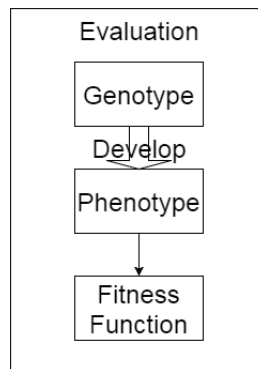 Evaluation
Genotype
Develop
Phenotype
Fitness
Function